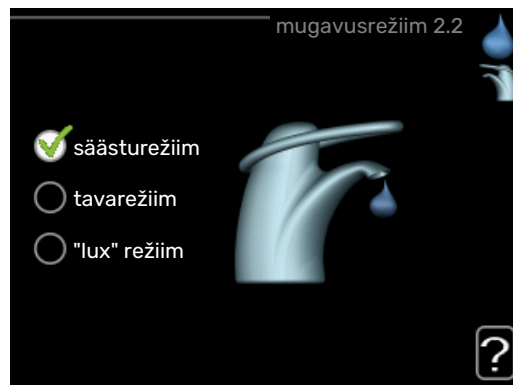 mugavusrežiim 2.2
säästurežiim
tavarežiim
"lux" režiim
?